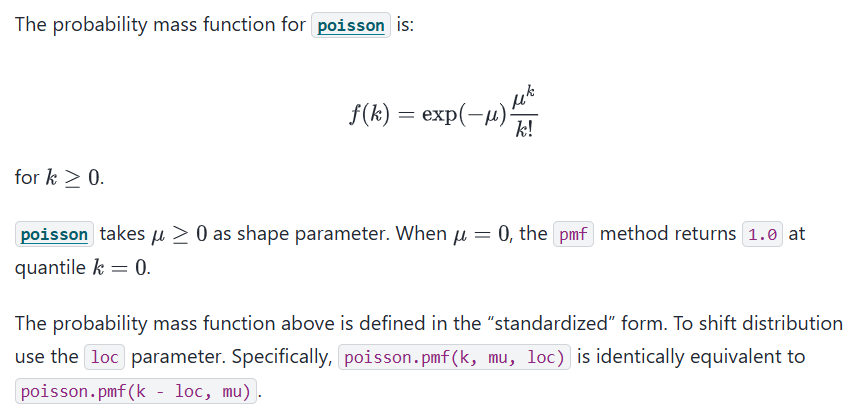 The probability mass function for poisson is:
f(k) = exp(−μ) μ^k / k!
for k ≥ 0.
poisson takes μ ≥ 0 as shape parameter. When μ = 0, the pmf method returns 1.0 at
quantile k = 0.
The probability mass function above is defined in the “standardized” form. To shift distribution
use the loc parameter. Specifically, poisson.pmf(k, mu, loc) is identically equivalent to
poisson.pmf(k - loc, mu).